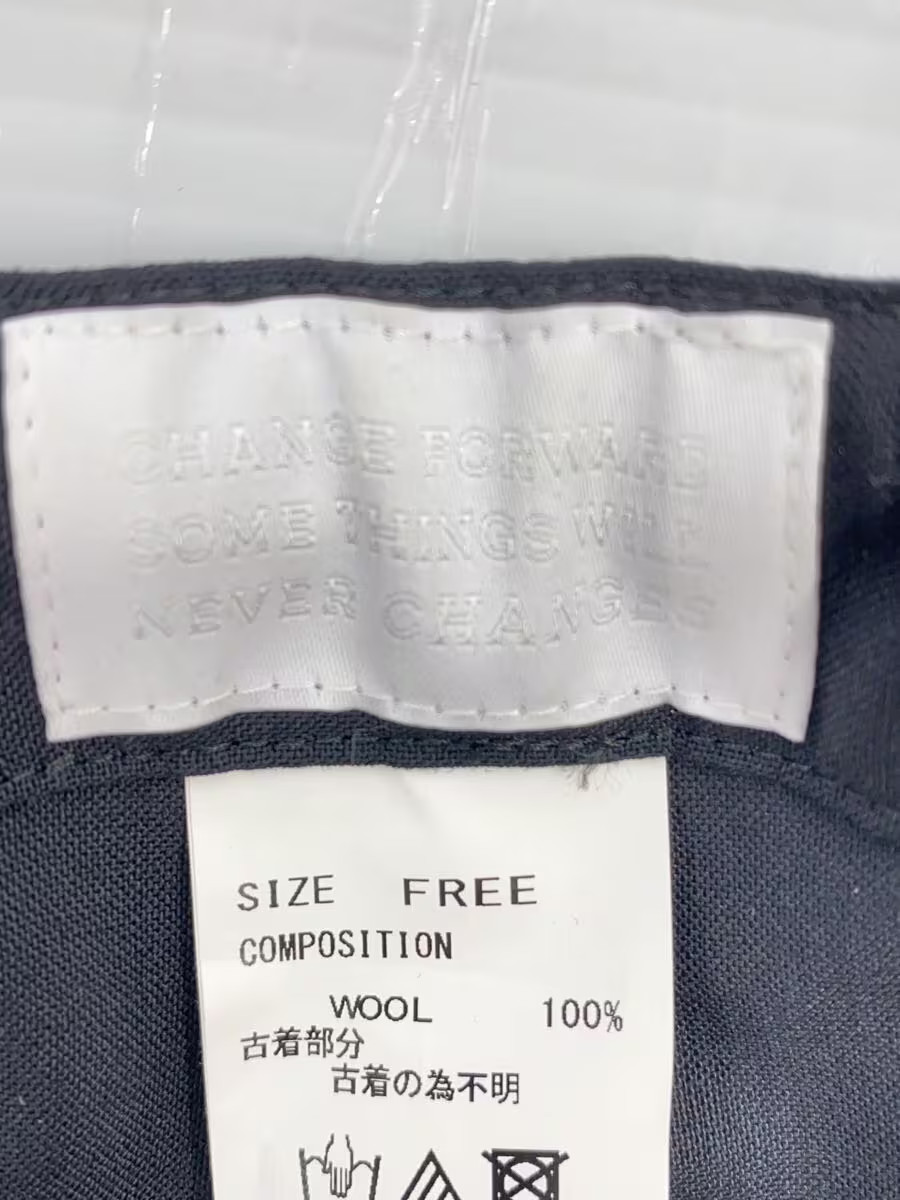 CHANGE FORWARD
SOME THINGS WILL
NEVER CHANGES
SIZE FREE
COMPOSITION
WOOL 100%
古着部分
古着の為不明